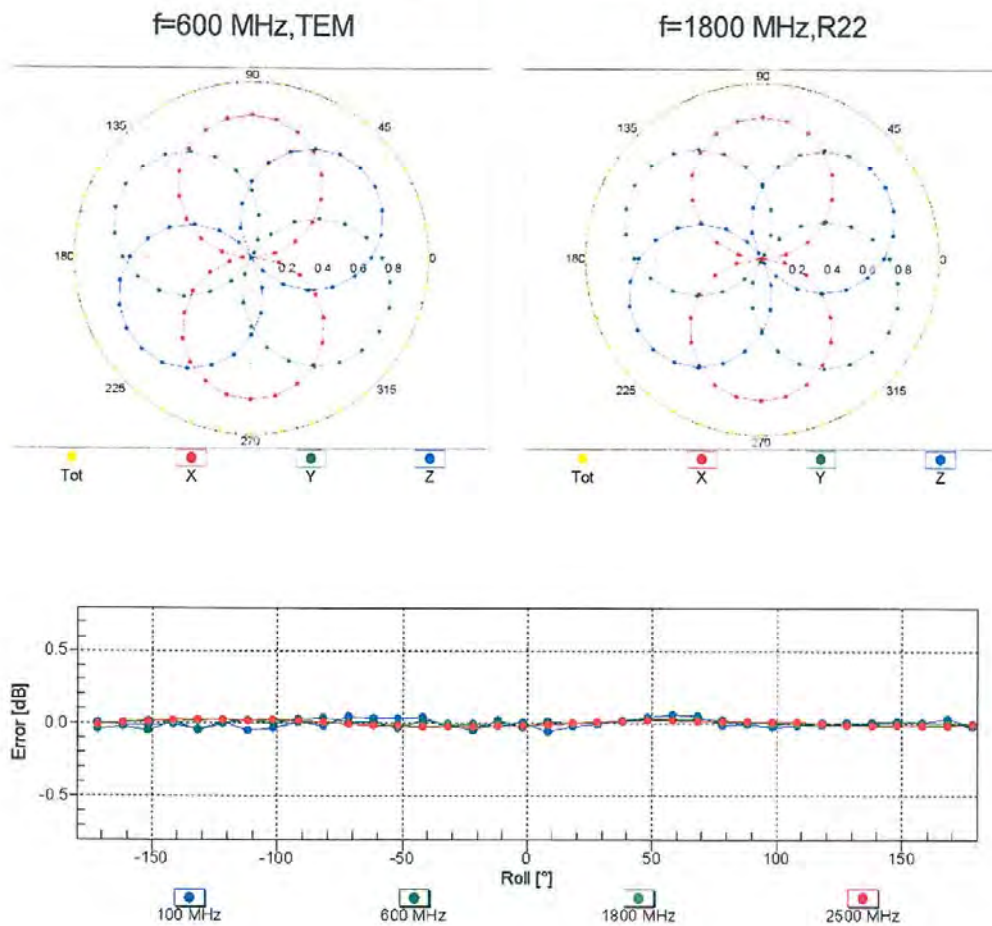 f=600 MHz,TEM
f=1800 MHz,R22
90
135
45
180
0.2 0.4 0.6 0.8
0
225
315
270
Tot X Y Z
90
135
45
180
0.2 0.4 0.6 0.8
0
225
315
270
Tot X Y Z
Error [dB]
0.5
0.0
-0.5
-150 -100 -50 0 50 100 150
Roll [°]
100 MHz 600 MHz 1800 MHz 2500 MHz